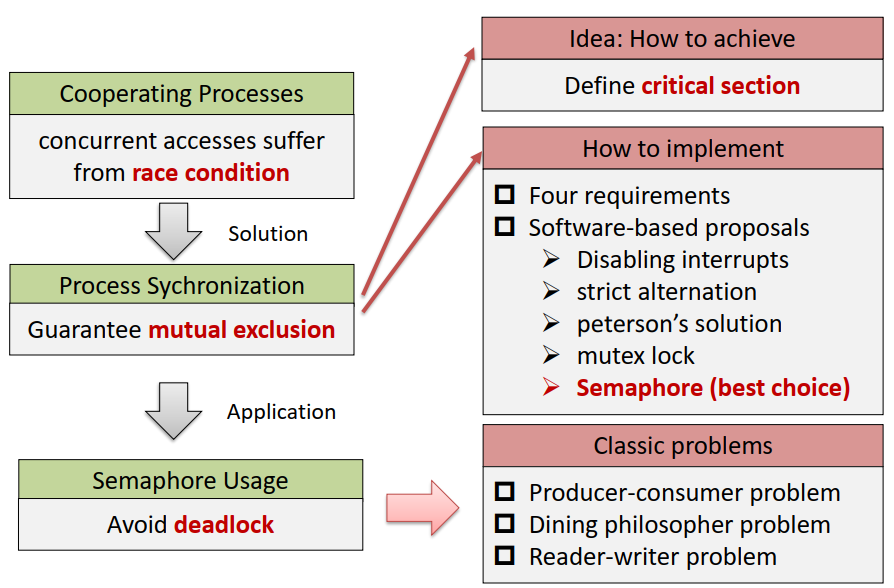 Cooperating Processes
concurrent accesses suffer
from race condition
Solution
Process Sychronization
Guarantee mutual exclusion
Application
Semaphore Usage
Avoid deadlock
Idea: How to achieve
Define critical section
How to implement
Four requirements
Software-based proposals
Disabling interrupts
strict alternation
peterson’s solution
mutex lock
Semaphore (best choice)
Classic problems
Producer-consumer problem
Dining philosopher problem
Reader-writer problem